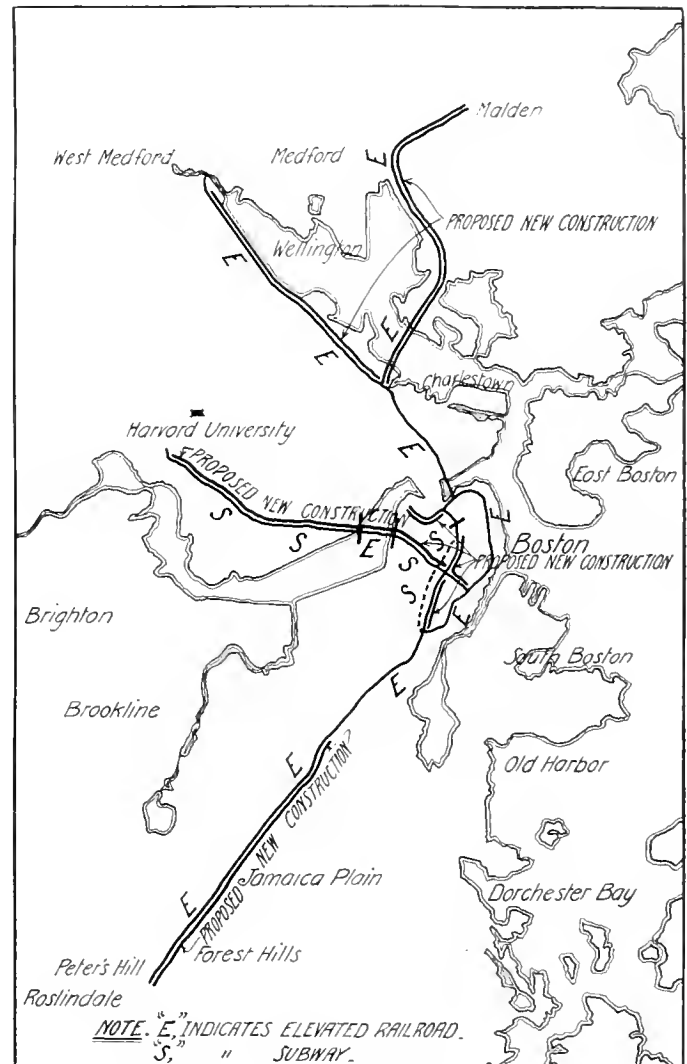 Malden
West Medford
Medford
E
PROPOSED NEW CONSTRUCTION
Wellington
E
E
E
Charlestown
Harvord University
E
East Boston
PROPOSED NEW CONSTRUCTION
E
S
S
E
S
Boston
PROPOSED NEW CONSTRUCTION
S
S
E
Brighton
South Boston
E
Brookline
Old Harbor
E
PROPOSED NEW CONSTRUCTION
Jamaica Plain
Dorchester Bay
E
Forest Hills
Peter's Hill
Roslindale
NOTE. "E," INDICATES ELEVATED RAILROAD.
"S," " SUBWAY.